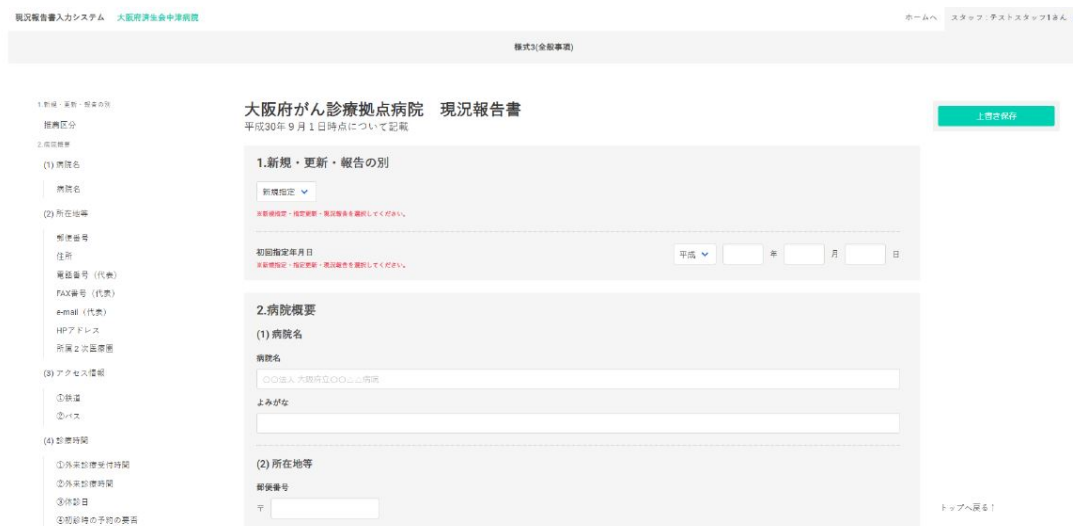 現況報告書入力システム 大阪府済生会中津病院 ホームへ スタッフ:テストスタッフ1さん
様式3(全般事項)
1.新規・更新・報告の別
推薦区分
2.病院概要
(1) 病院名
病院名
(2) 所在地等
郵便番号
住所
電話番号（代表）
FAX番号（代表）
e-mail（代表）
HPアドレス
所属2次医療圏
(3) アクセス情報
①鉄道
②バス
(4) 診療時間
①外来診療受付時間
②外来診療時間
③休診日
④初診時の予約の要否
大阪府がん診療拠点病院 現況報告書
平成30年9月1日時点について記載
上書き保存
1.新規・更新・報告の別
新規指定
※新規指定・指定更新・現況報告を選択してください。
初回指定年月日 平成 年 月 日
※新規指定・指定更新・現況報告を選択してください。
2.病院概要
(1) 病院名
病院名
〇〇法人 大阪府立〇〇△△病院
よみがな
(2) 所在地等
郵便番号
〒
トップへ戻る↑